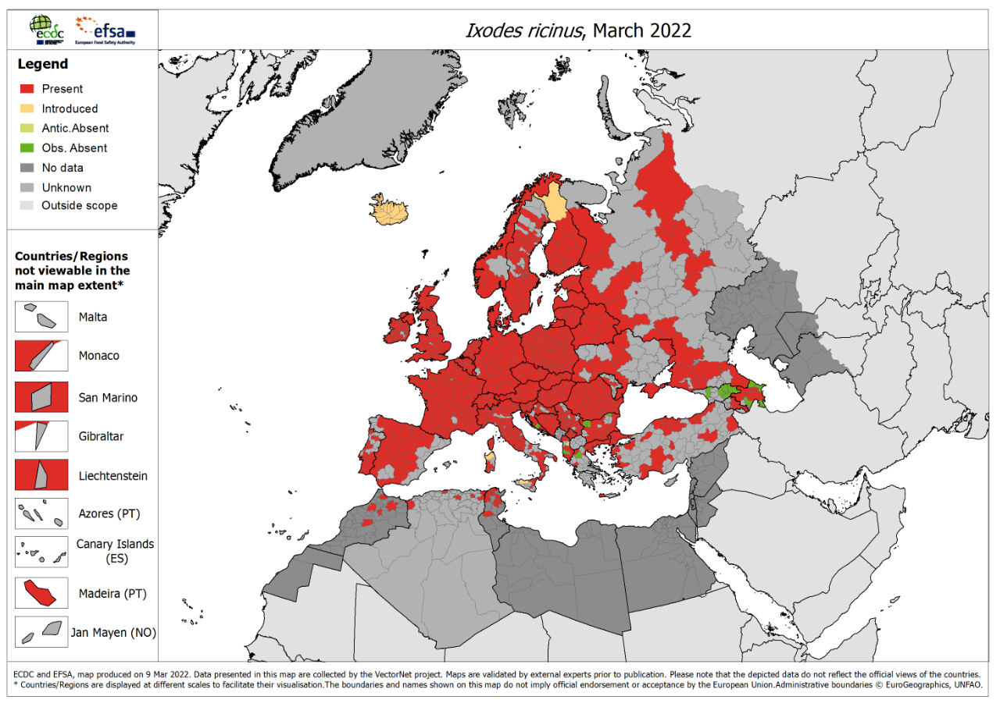 ecdc
efsa
European Food Safety Authority
Ixodes ricinus, March 2022
Legend
Present
Introduced
Antic.Absent
Obs. Absent
No data
Unknown
Outside scope
Countries/Regions
not viewable in the
main map extent*
Malta
Monaco
San Marino
Gibraltar
Liechtenstein
Azores (PT)
Canary Islands
(ES)
Madeira (PT)
Jan Mayen (NO)
ECDC and EFSA, map produced on 9 Mar 2022. Data presented in this map are collected by the VectorNet project. Maps are validated by external experts prior to publication. Please note that the depicted data do not reflect the official views of the countries.
* Countries/Regions are displayed at different scales to facilitate their visualisation.The boundaries and names shown on this map do not imply official endorsement or acceptance by the European Union.Administrative boundaries © EuroGeographics, UNFAO.